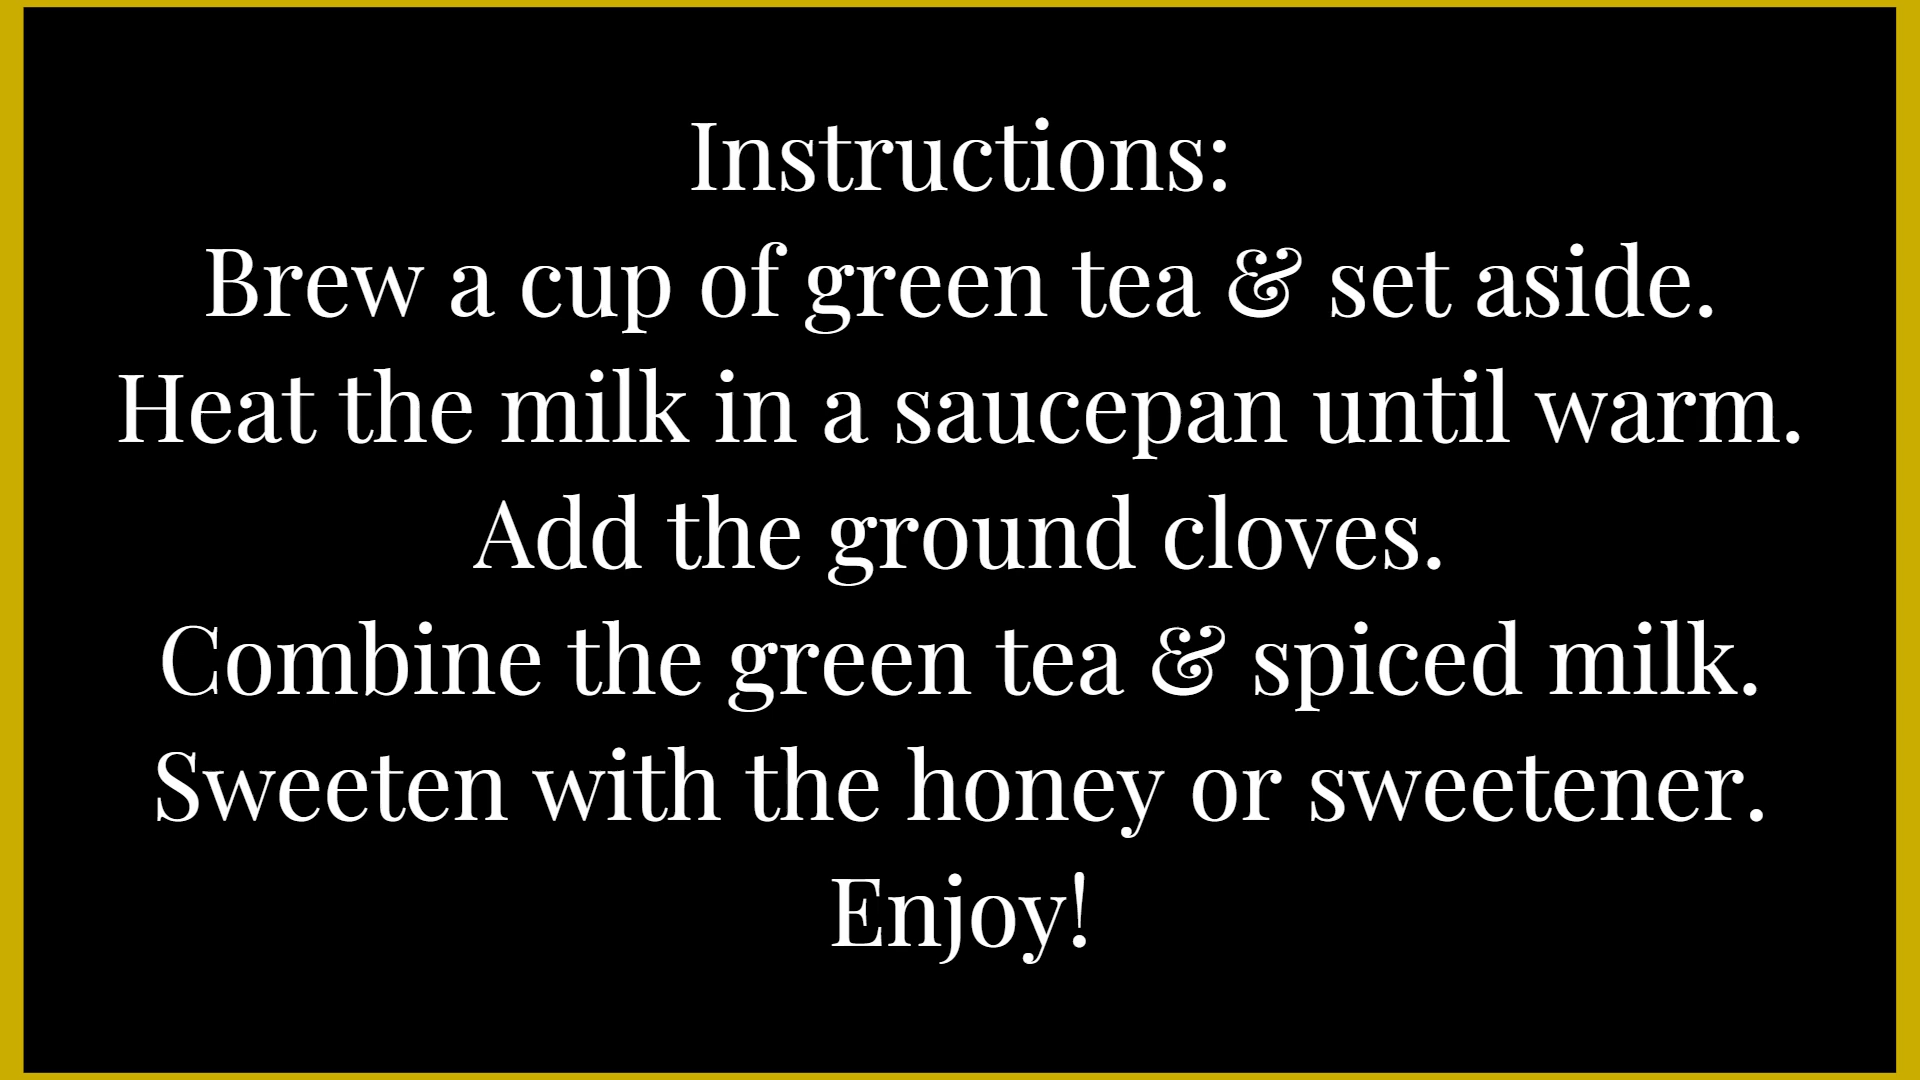 Instructions:
Brew a cup of green tea & set aside.
Heat the milk in a saucepan until warm.
Add the ground cloves.
Combine the green tea & spiced milk.
Sweeten with the honey or sweetener.
Enjoy!